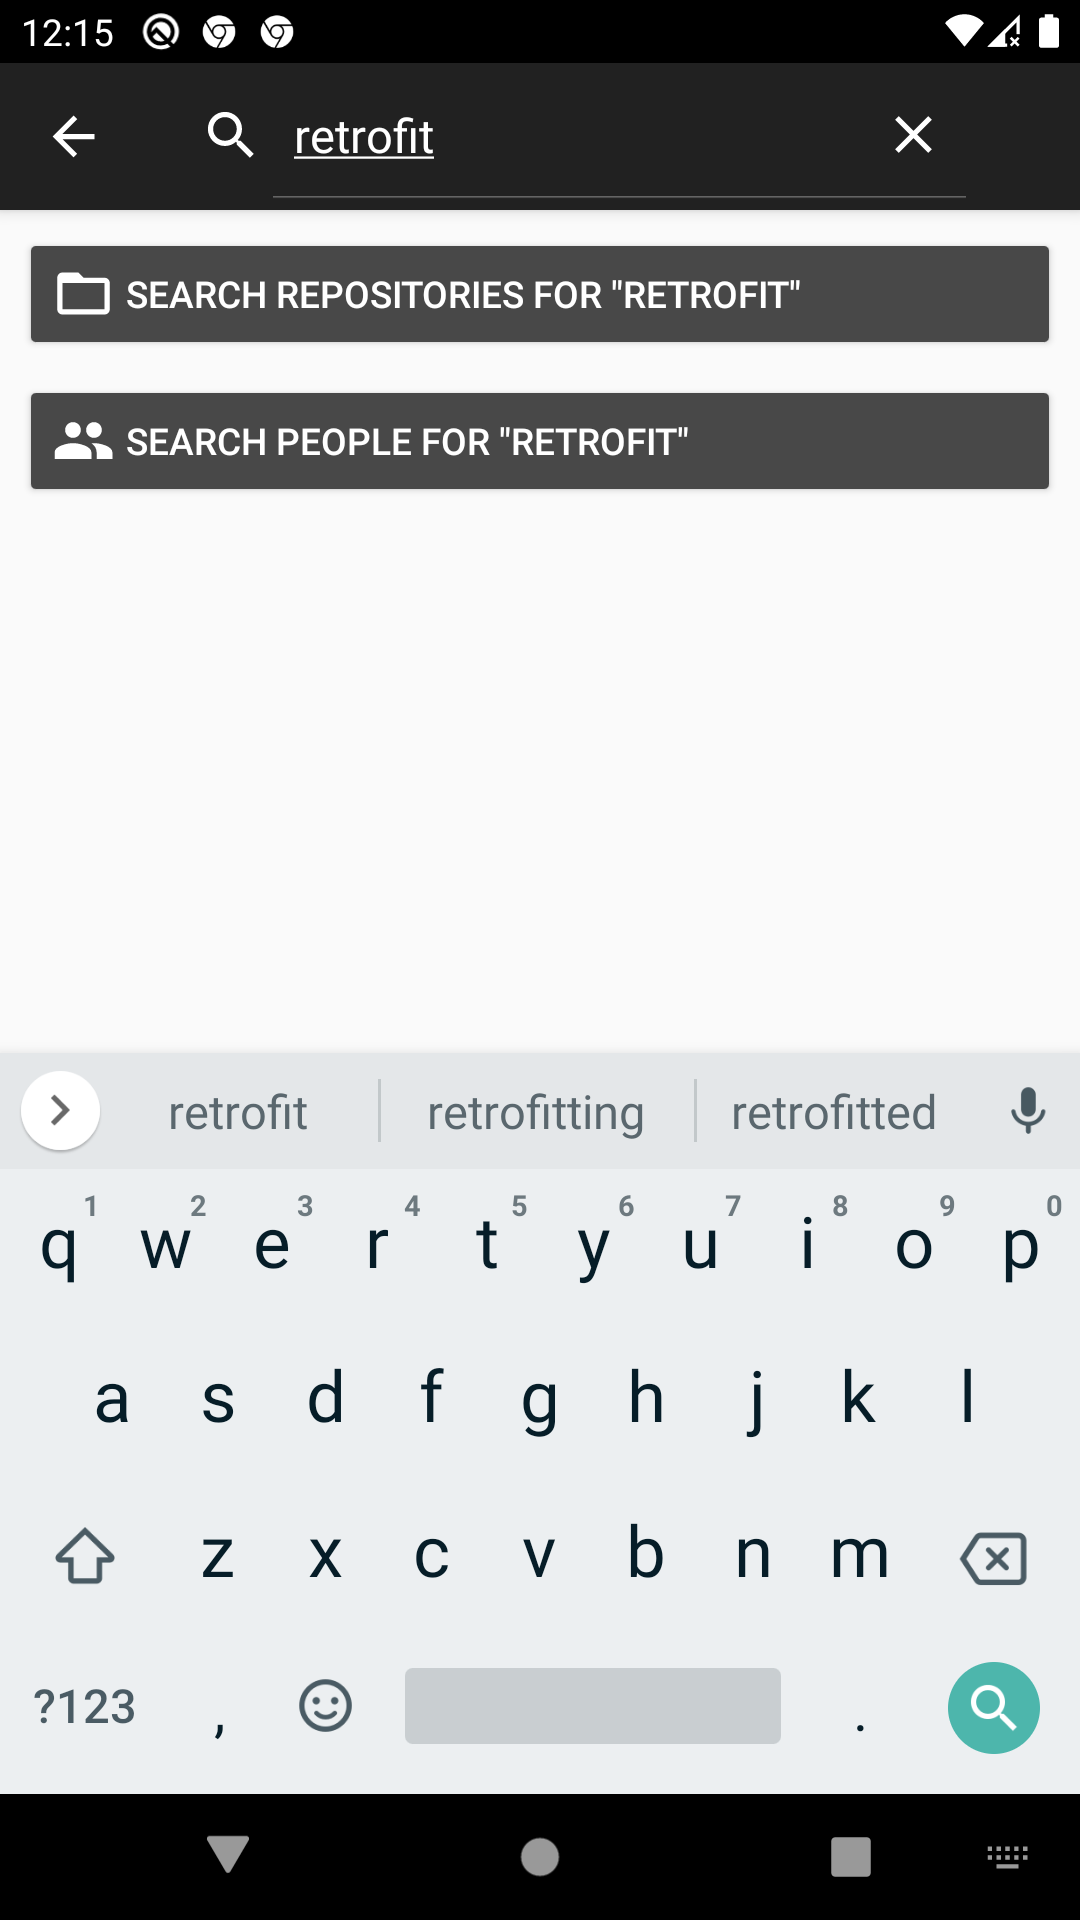 12:15
retrofit
SEARCH REPOSITORIES FOR "RETROFIT"
SEARCH PEOPLE FOR "RETROFIT"
retrofit retrofitting retrofitted
1 2 3 4 5 6 7 8 9 0
q w e r t y u i o p
a s d f g h j k l
z x c v b n m
?123 , .